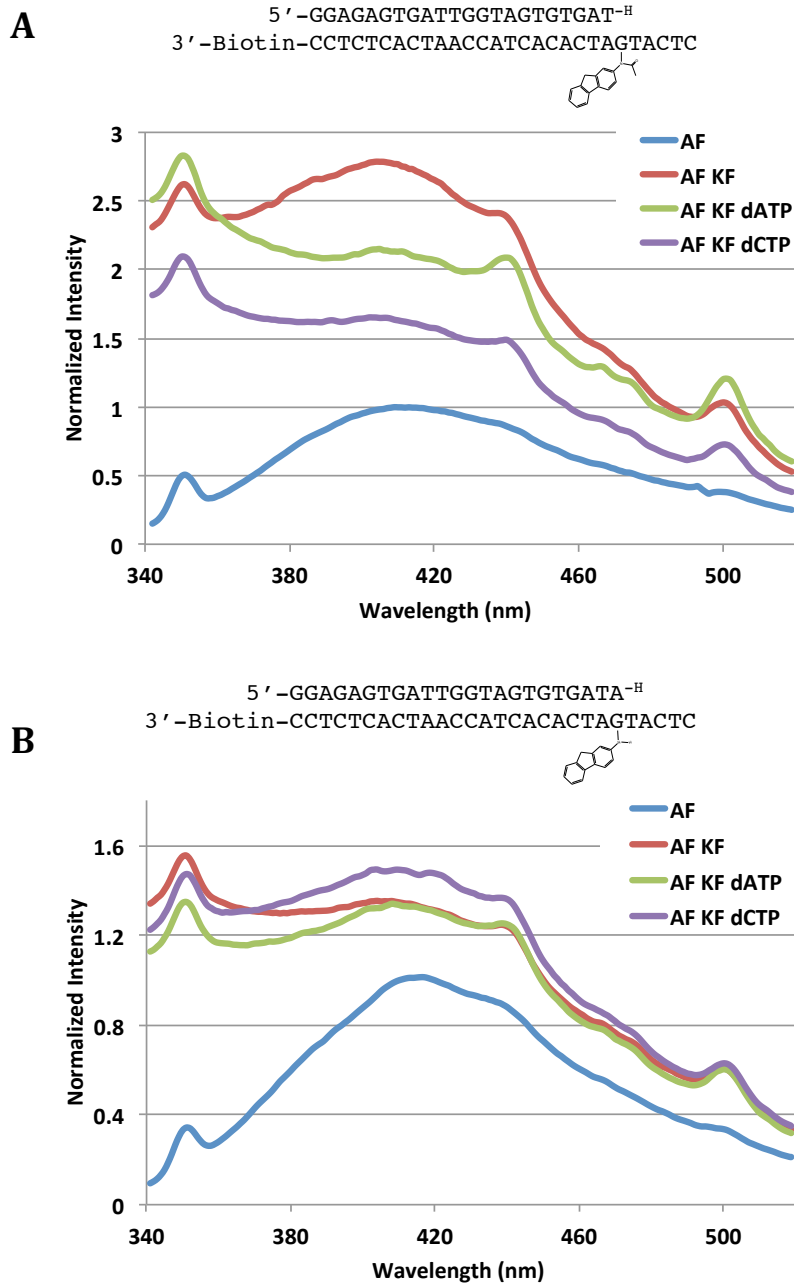 A
5′-GGAGAGTGATTGGTAGTGTGAT-H
3′-Biotin-CCTCTCACTAACCATCACACTAGTACTC
3
2.5
2
1.5
1
0.5
0
Normalized Intensity
AF
AF KF
AF KF dATP
AF KF dCTP
340 380 420 460 500
Wavelength (nm)
B
5′-GGAGAGTGATTGGTAGTGTGATA-H
3′-Biotin-CCTCTCACTAACCATCACACTAGTACTC
1.6
1.2
0.8
0.4
0
Normalized Intensity
AF
AF KF
AF KF dATP
AF KF dCTP
340 380 420 460 500
Wavelength (nm)